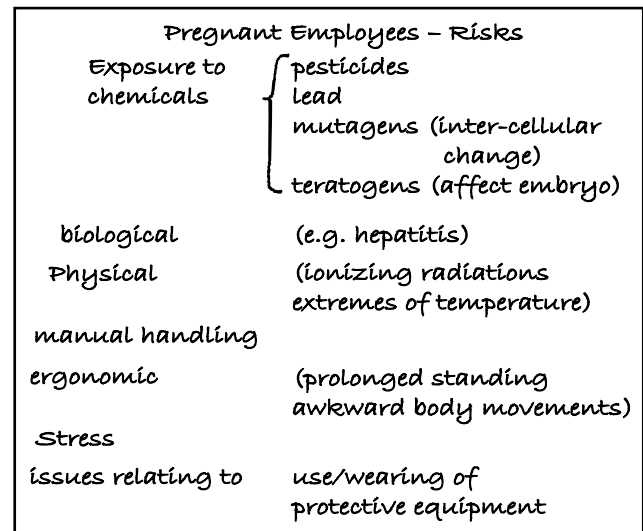 Pregnant Employees – Risks
Exposure to pesticides
chemicals lead
mutagens (inter-cellular
change)
teratogens (affect embryo)
biological (e.g. hepatitis)
Physical (ionizing radiations
extremes of temperature)
manual handling
ergonomic (prolonged standing
awkward body movements)
Stress
issues relating to use/wearing of
protective equipment